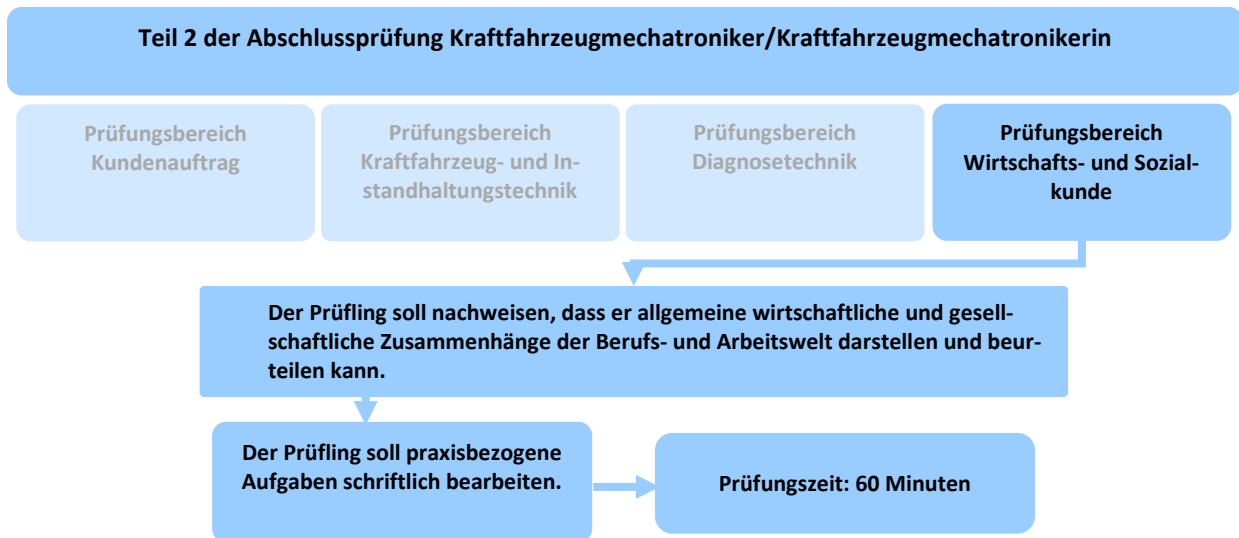 Teil 2 der Abschlussprüfung Kraftfahrzeugmechatroniker/Kraftfahrzeugmechatronikerin
Prüfungsbereich
Kundenauftrag
Prüfungsbereich
Kraftfahrzeug- und In-
standhaltungstechnik
Prüfungsbereich
Diagnosetechnik
Prüfungsbereich
Wirtschafts- und Sozial-
kunde
Der Prüfling soll nachweisen, dass er allgemeine wirtschaftliche und gesell-
schaftliche Zusammenhänge der Berufs- und Arbeitswelt darstellen und beur-
teilen kann.
Der Prüfling soll praxisbezogene
Aufgaben schriftlich bearbeiten.
Prüfungszeit: 60 Minuten